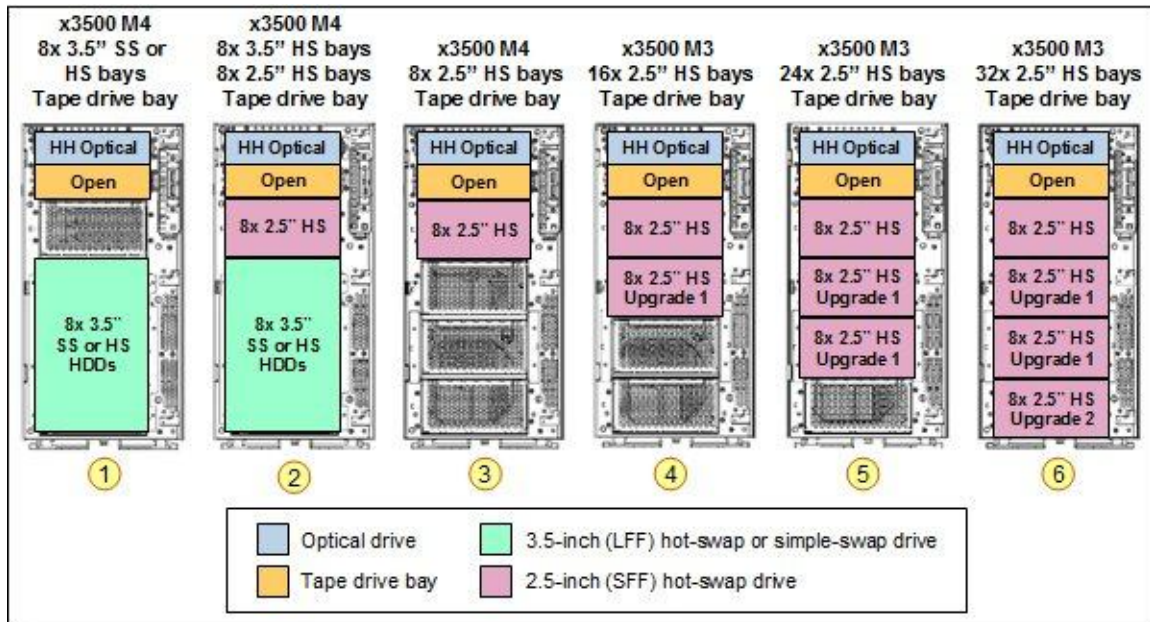 x3500 M4
8x 3.5” SS or
HS bays
Tape drive bay
x3500 M4
8x 3.5” HS bays
8x 2.5” HS bays
Tape drive bay
x3500 M4
8x 2.5” HS bays
Tape drive bay
x3500 M3
16x 2.5” HS bays
Tape drive bay
x3500 M3
24x 2.5” HS bays
Tape drive bay
x3500 M3
32x 2.5” HS bays
Tape drive bay
HH Optical
Open
8x 3.5”
SS or HS
HDDs
1
HH Optical
Open
8x 2.5” HS
8x 3.5”
SS or HS
HDDs
2
HH Optical
Open
8x 2.5” HS
3
HH Optical
Open
8x 2.5” HS
8x 2.5” HS
Upgrade 1
4
HH Optical
Open
8x 2.5” HS
8x 2.5” HS
Upgrade 1
8x 2.5” HS
Upgrade 1
5
HH Optical
Open
8x 2.5” HS
8x 2.5” HS
Upgrade 1
8x 2.5” HS
Upgrade 1
8x 2.5” HS
Upgrade 2
6
Optical drive
3.5-inch (LFF) hot-swap or simple-swap drive
Tape drive bay
2.5-inch (SFF) hot-swap drive